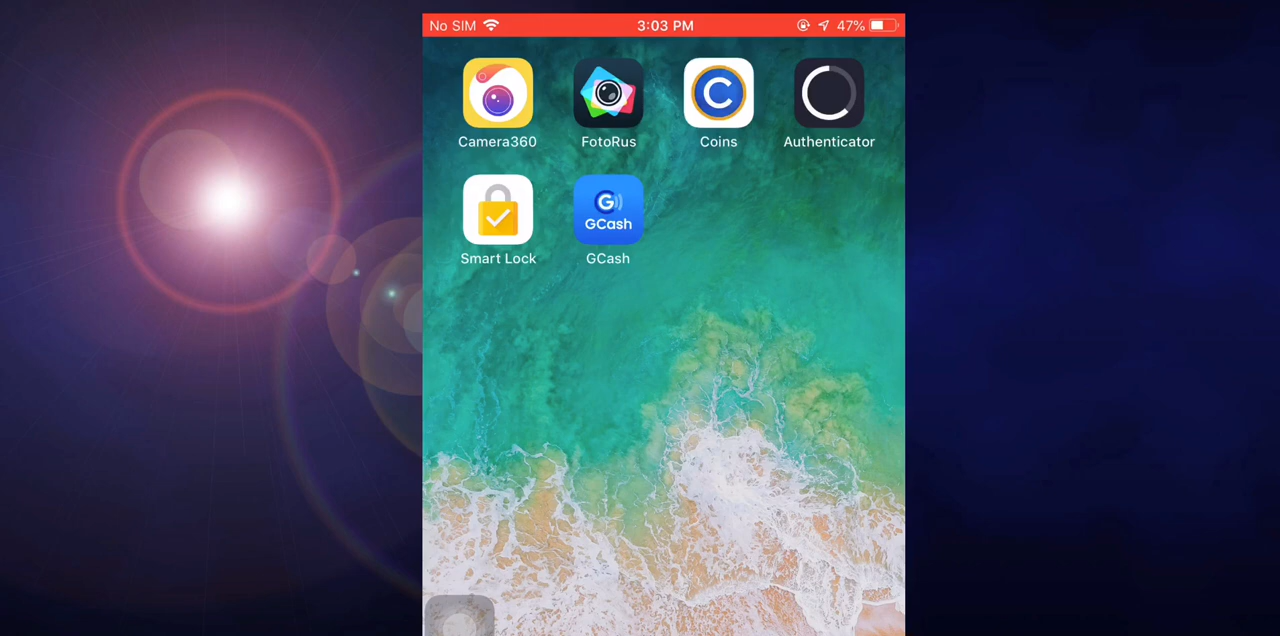 No SIM 3:03 PM 47%
Camera360 FotoRus Coins Authenticator
G
GCash
Smart Lock GCash